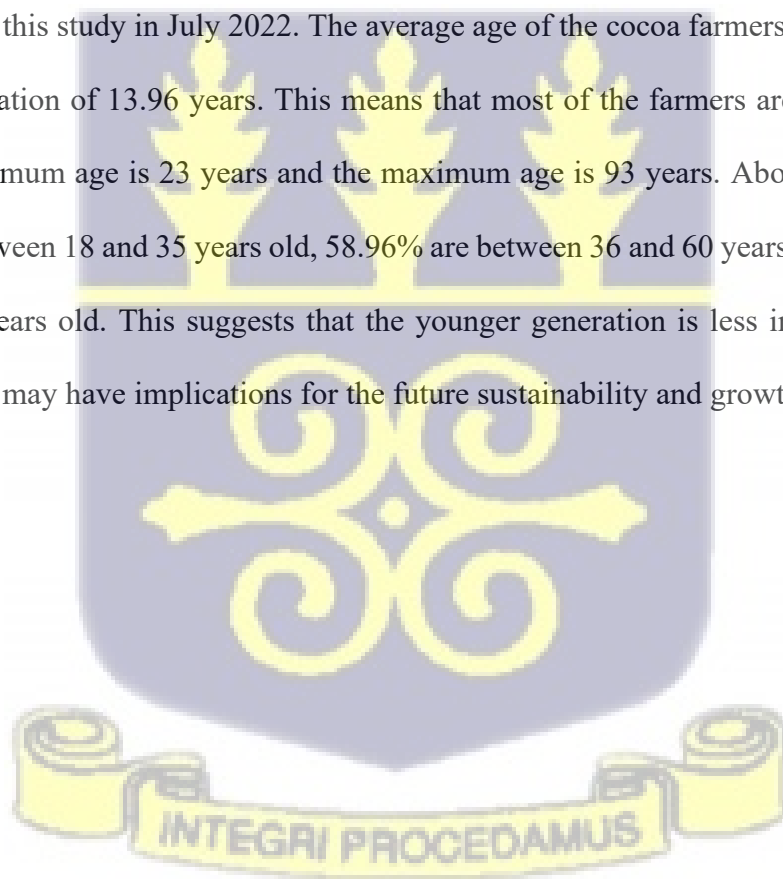 this study in July 2022. The average age of the cocoa farmers
ation of 13.96 years. This means that most of the farmers are
mum age is 23 years and the maximum age is 93 years. Abo
ween 18 and 35 years old, 58.96% are between 36 and 60 years
ears old. This suggests that the younger generation is less in
may have implications for the future sustainability and growt
INTEGRI PROCEDAMUS